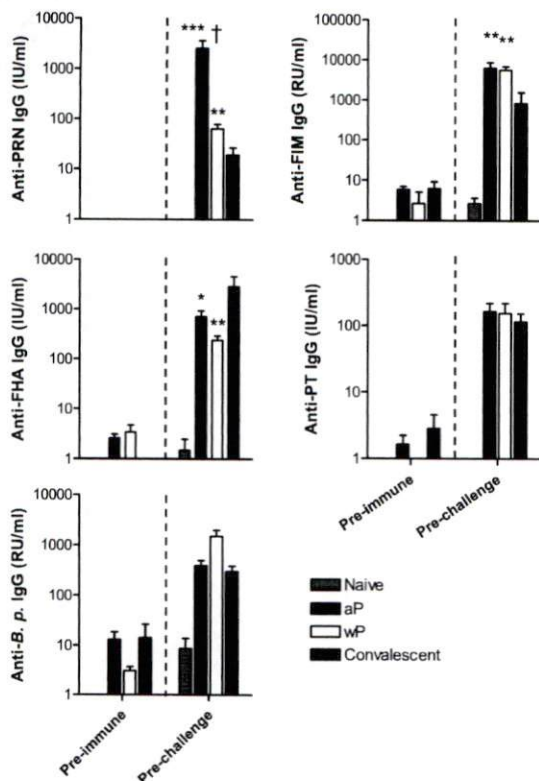 Anti-PRN IgG (IU/ml)
10000
1000
100
10
1
***
†
**
Anti-FIM IgG (RU/ml)
100000
10000
1000
100
10
1
** **
Anti-FHA IgG (IU/ml)
10000
1000
100
10
1
*
**
Anti-PT IgG (IU/ml)
1000
100
10
1
Pre-immune
Pre-challenge
Anti-B. p. IgG (RU/ml)
10000
1000
100
10
1
Pre-immune
Pre-challenge
Naive
aP
wP
Convalescent